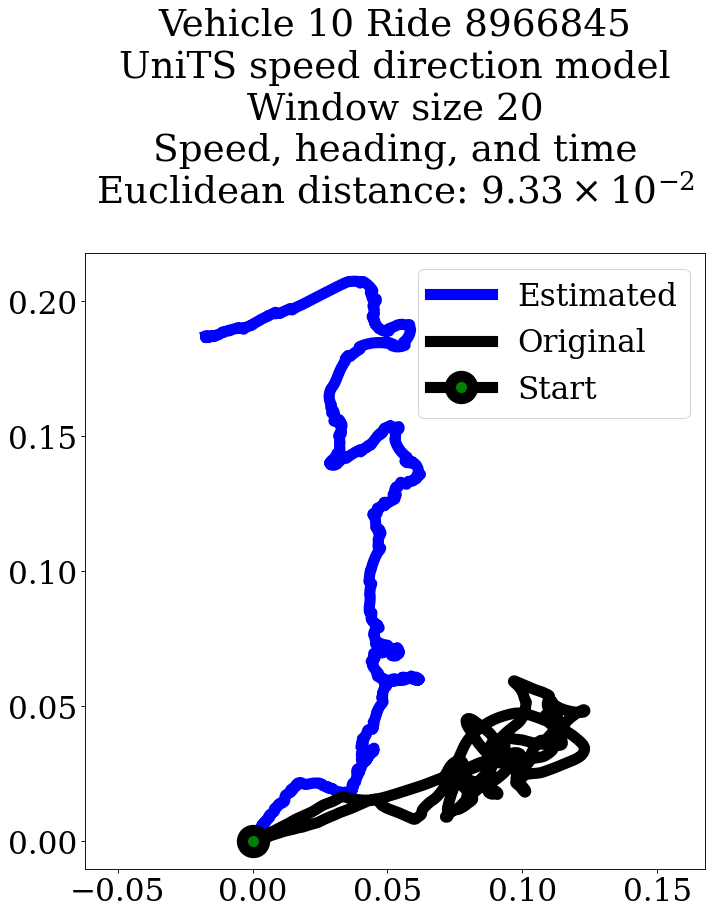 Vehicle 10 Ride 8966845
UniTS speed direction model
Window size 20
Speed, heading, and time
Euclidean distance: 9.33 × 10⁻²
Estimated
Original
Start
0.20
0.15
0.10
0.05
0.00
−0.05 0.00 0.05 0.10 0.15